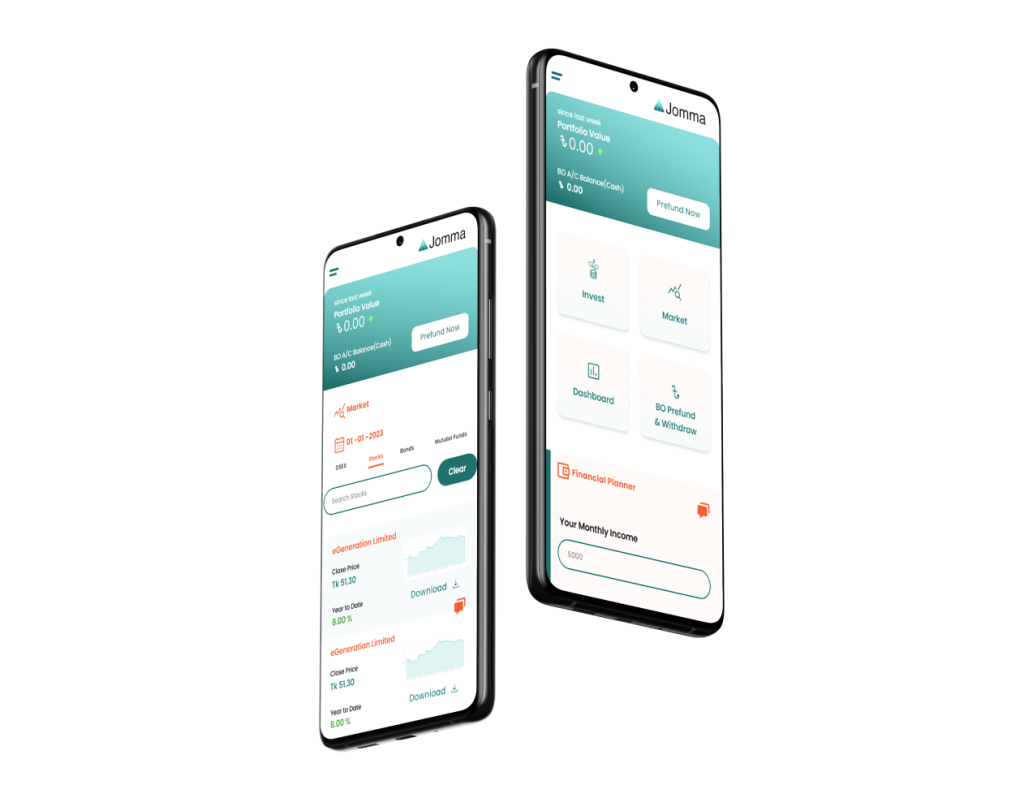 Jomma
since last week
Portfolio Value
৳0.00
BO A/C Balance(Cash)
৳ 0.00
Prefund Now
Market
01 -01 -2023
DSEX
Stocks
Bonds
Mututal Funds
Search Stocks
Clear
eGeneration Limited
Close Price
Tk 51.30
Download
Year to Date
8.00 %
eGeneration Limited
Close Price
Tk 51.30
Download
Year to Date
8.00 %
Jomma
since last week
Portfolio Value
৳0.00
BO A/C Balance(Cash)
৳ 0.00
Prefund Now
Invest
Market
Dashboard
BO Prefund
& Withdraw
Financial Planner
Your Monthly Income
5000